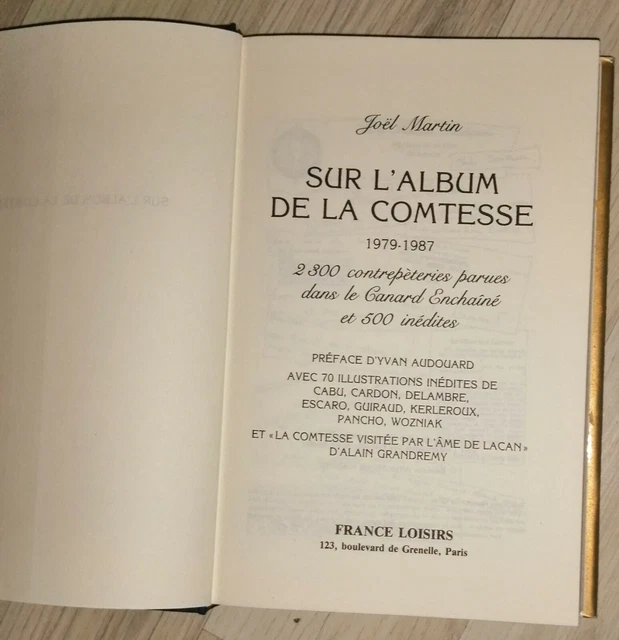 Joël Martin
SUR L'ALBUM
DE LA COMTESSE
1979-1987
2300 contrepèteries parues
dans le Canard Enchaîné
et 500 inédites
PRÉFACE D'YVAN AUDOUARD
AVEC 70 ILLUSTRATIONS INÉDITES DE
CABU, CARDON, DELAMBRE,
ESCARO, GUIRAUD, KERLEROUX,
PANCHO, WOZNIAK
ET «LA COMTESSE VISITÉE PAR L'ÂME DE LACAN»
D'ALAIN GRANDREMY
FRANCE LOISIRS
123, boulevard de Grenelle, Paris